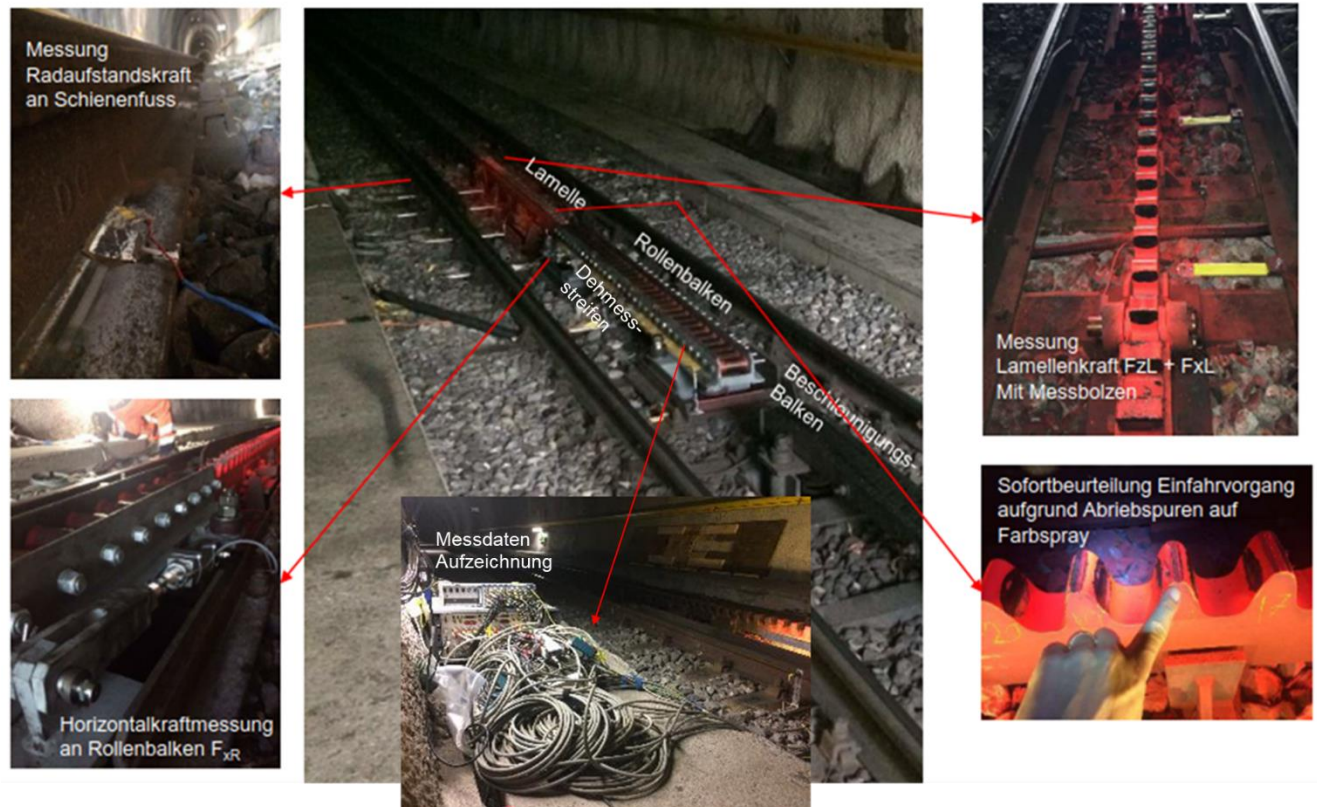 Messung
Radaufstandskraft
an Schienenfuss
Lamelle
Rollenbalken
Dehmess-
streifen
Beschleunigungs-
Balken
Messung
Lamellenkraft FzL + FxL
Mit Messbolzen
Horizontalkraftmessung
an Rollenbalken FxR
Messdaten
Aufzeichnung
Sofortbeurteilung Einfahrvorgang
aufgrund Abriebspuren auf
Farbspray
17